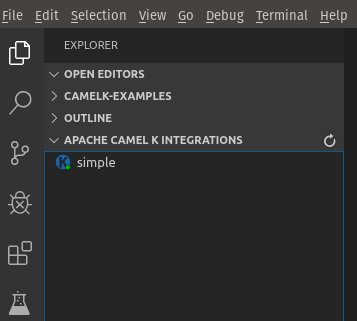 File Edit Selection View Go Debug Terminal Help
EXPLORER
OPEN EDITORS
CAMELK-EXAMPLES
OUTLINE
APACHE CAMEL K INTEGRATIONS
K simple